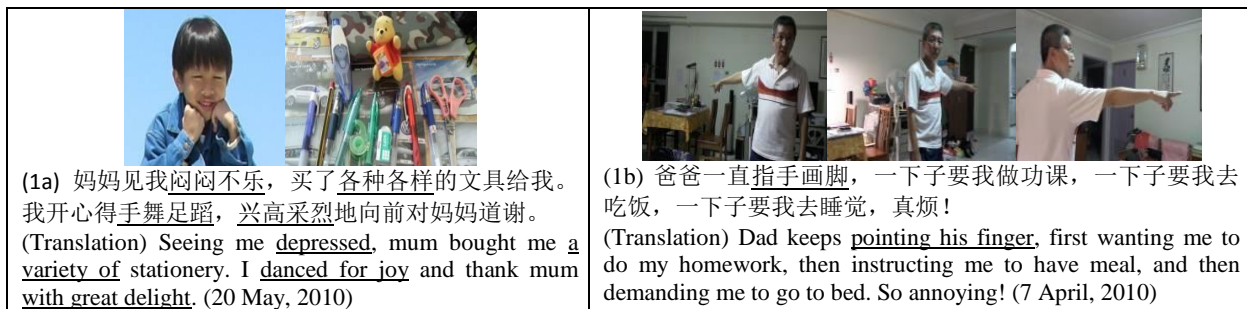 (1a) 妈妈见我闷闷不乐，买了各种各样的文具给我。
我开心得手舞足蹈，兴高采烈地向前对妈妈道谢。
(Translation) Seeing me depressed, mum bought me a
variety of stationery. I danced for joy and thank mum
with great delight. (20 May, 2010)
(1b) 爸爸一直指手画脚，一下子要我做功课，一下子要我去
吃饭，一下子要我去睡觉，真烦！
(Translation) Dad keeps pointing his finger, first wanting me to
do my homework, then instructing me to have meal, and then
demanding me to go to bed. So annoying! (7 April, 2010)